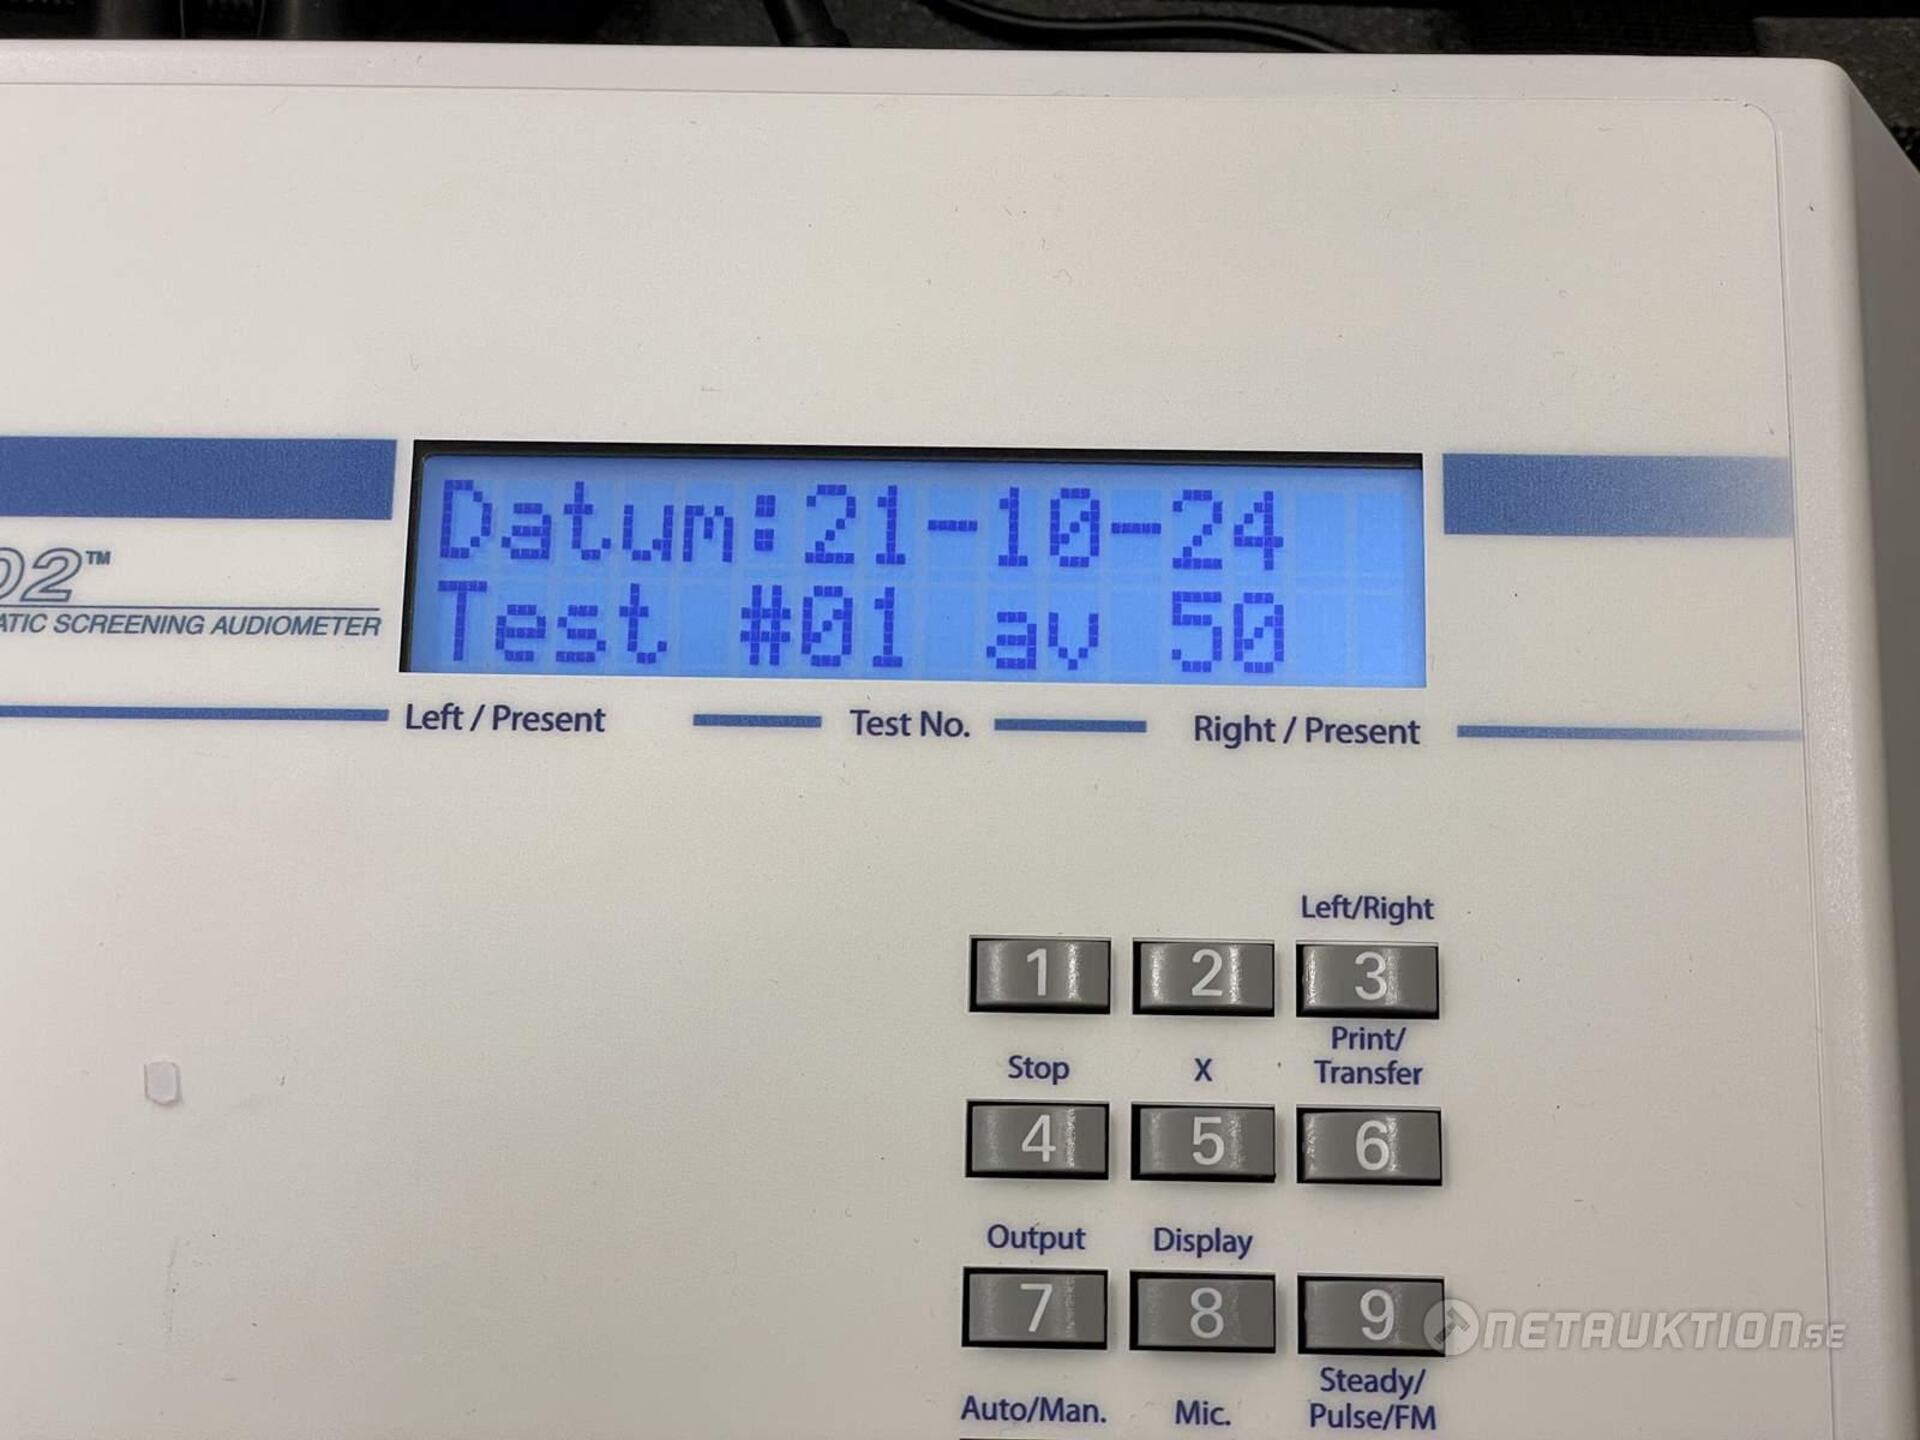 Datum:21-10-24
Test #01 av 50
02™
ATIC SCREENING AUDIOMETER
Left / Present
Test No.
Right / Present
Left/Right
1
2
3
Stop
X
Print/
Transfer
4
5
6
Output
Display
7
8
9
Auto/Man.
Mic.
Steady/
Pulse/FM
NETAUKTION.SE